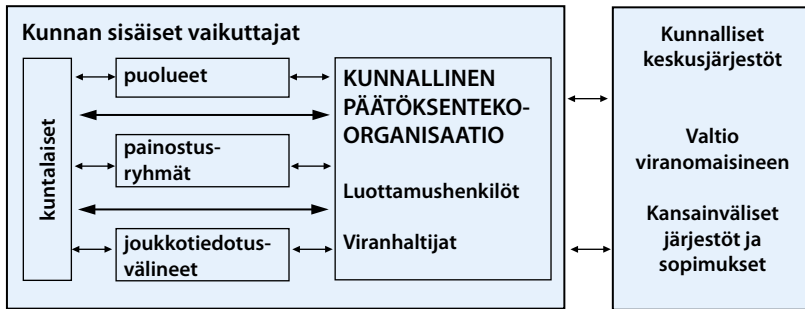 Kunnan sisäiset vaikuttajat
kuntalaiset
puolueet
painostus-
ryhmät
joukkotiedotus-
välineet
KUNNALLINEN
PÄÄTÖKSENTEKO-
ORGANISAATIO
Luottamushenkilöt
Viranhaltijat
Kunnalliset
keskusjärjestöt
Valtio
viranomaisineen
Kansainväliset
järjestöt ja
sopimukset